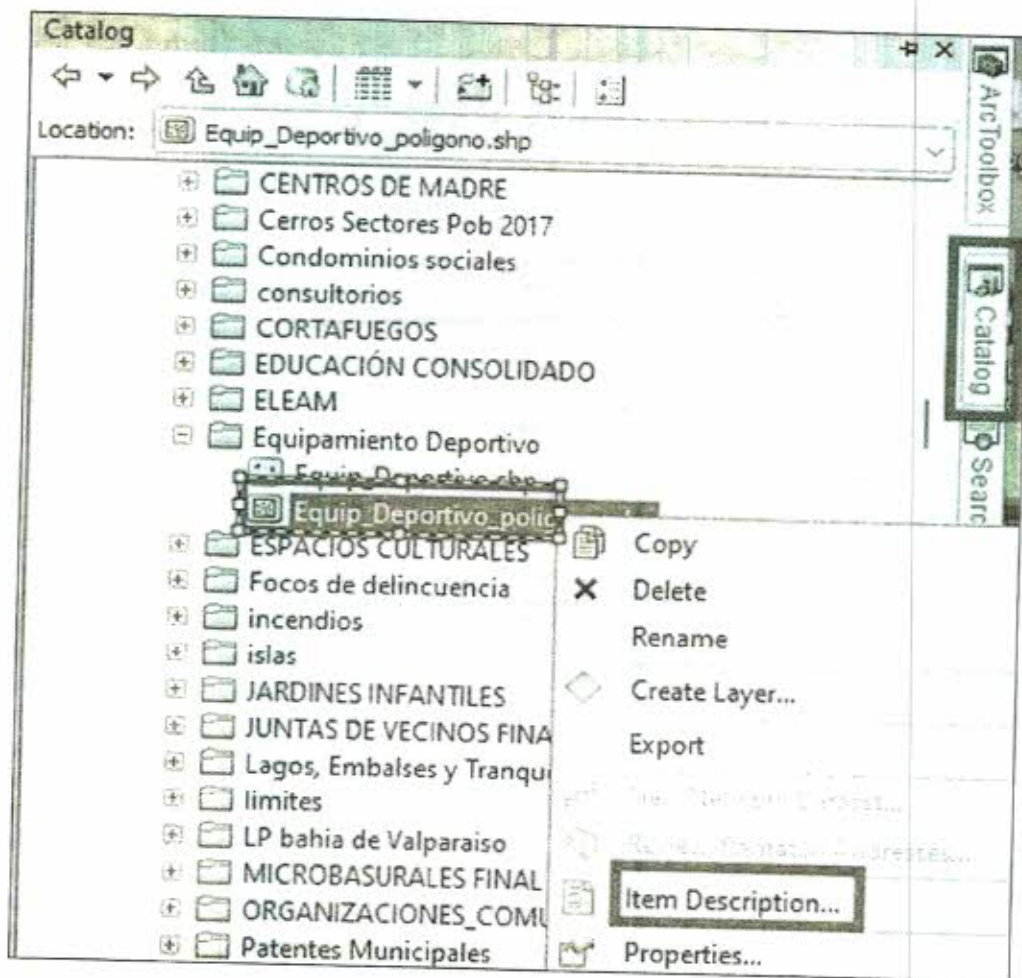 Catalog
Location: Equip_Deportivo_poligono.shp
CENTROS DE MADRE
Cerros Sectores Pob 2017
Condominios sociales
consultorios
CORTAFUEGOS
EDUCACIÓN CONSOLIDADO
ELEAM
Equipamiento Deportivo
Equip_Deportivo.shp
Equip_Deportivo_polig
ESPACIOS CULTURALES
Focos de delincuencia
incendios
islas
JARDINES INFANTILES
JUNTAS DE VECINOS FINA
Lagos, Embalses y Tranqu
limites
LP bahia de Valparaiso
MICROBASURALES FINAL
ORGANIZACIONES_COMU
Patentes Municipales
Copy
Delete
Rename
Create Layer...
Export
Item Description...
Properties...
ArcToolbox
Catalog
Searc